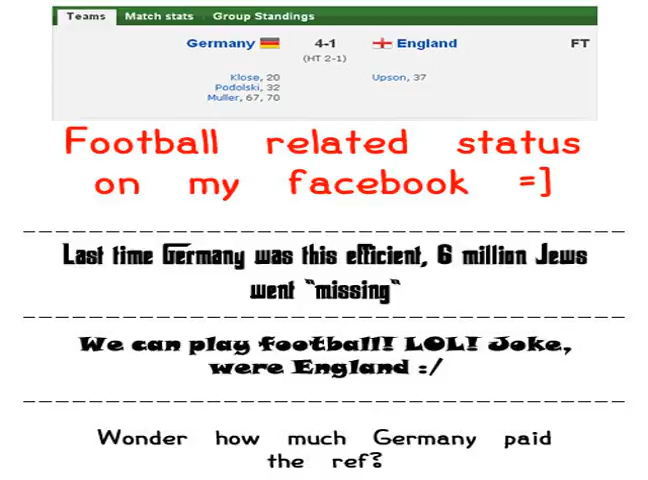 Teams Match stats Group Standings
Germany 4-1 England FT
(HT 2-1)
Klose, 20 Upson, 37
Podolski, 32
Muller, 67, 70
Football related status
on my facebook =]
Last time Germany was this efficient, 6 million Jews
went "missing"
We can play football! LOL! Joke,
were England :/
Wonder how much Germany paid
the ref?